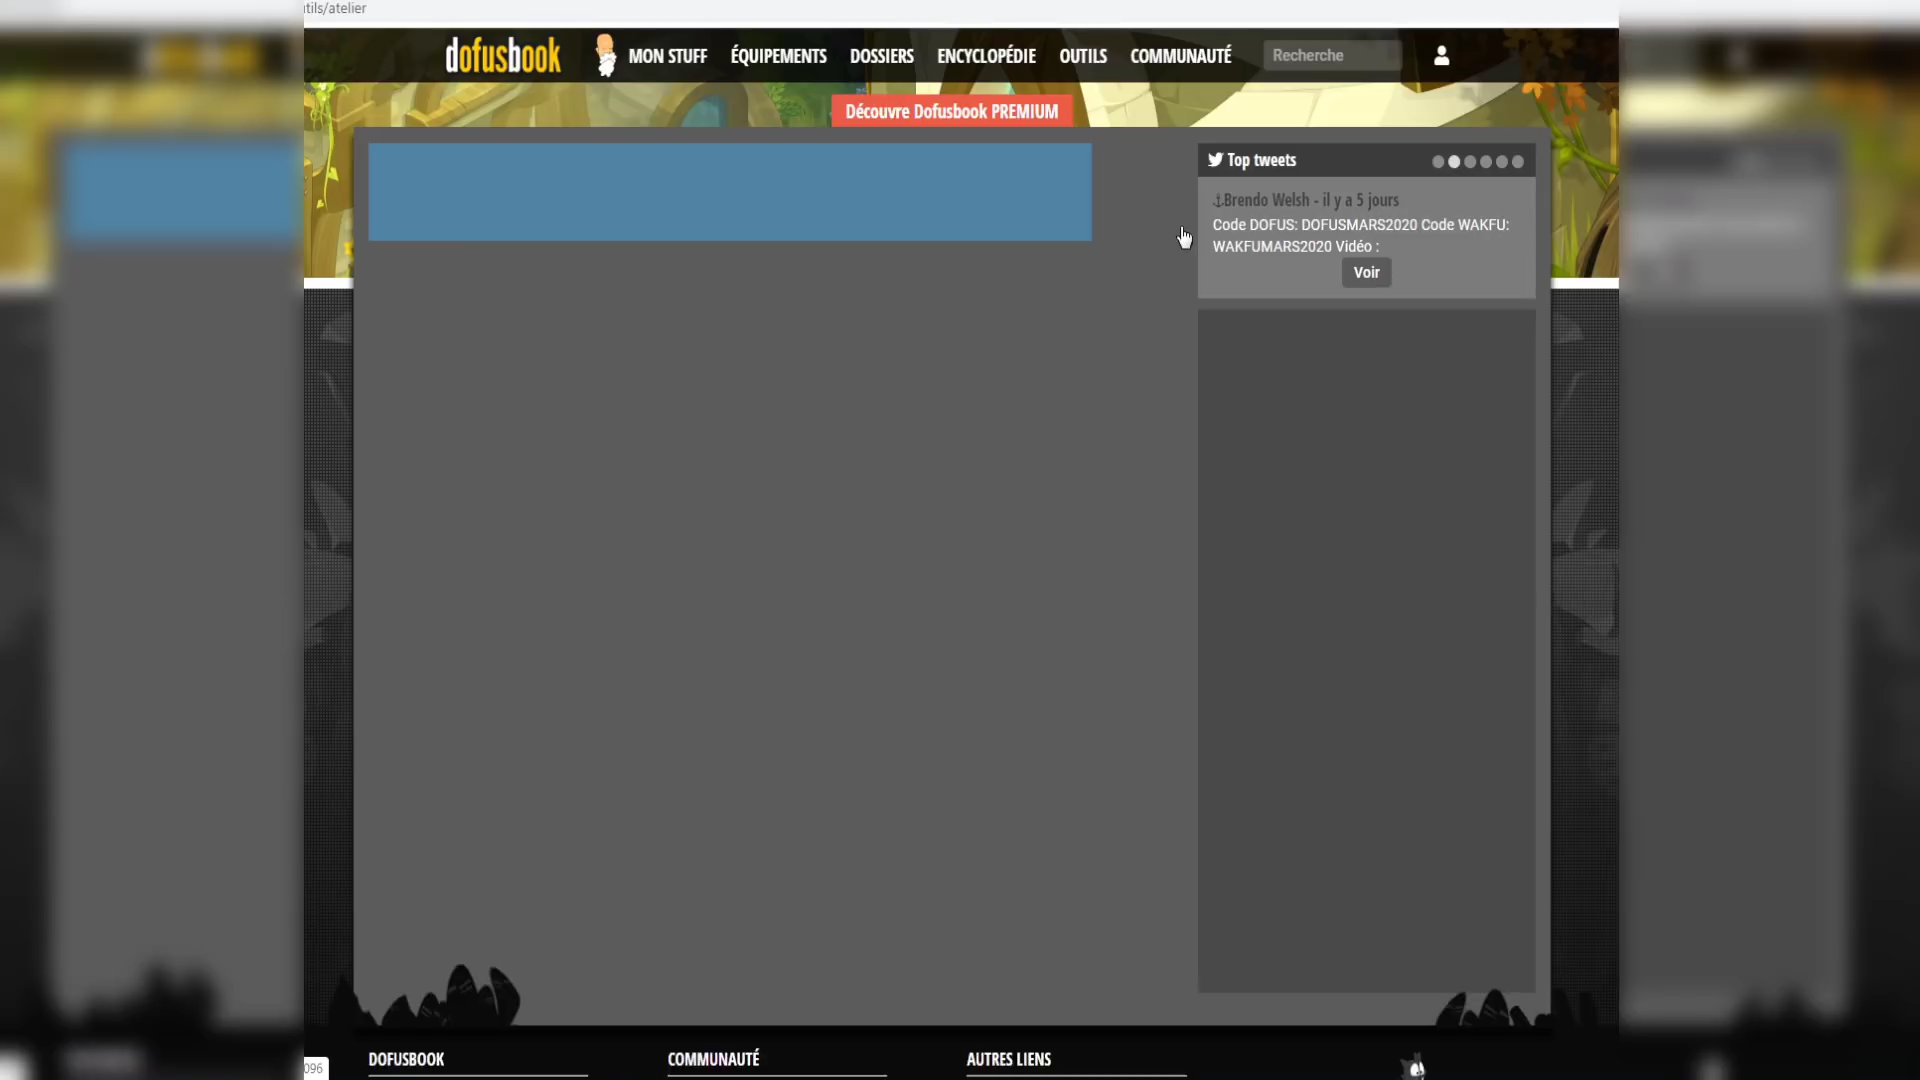 tils/atelier
dofusbook
MON STUFF ÉQUIPEMENTS DOSSIERS ENCYCLOPÉDIE OUTILS COMMUNAUTÉ Recherche
Découvre Dofusbook PREMIUM
Top tweets
Brendo Welsh - il y a 5 jours
Code DOFUS: DOFUSMARS2020 Code WAKFU:
WAKFUMARS2020 Vidéo :
Voir
DOFUSBOOK COMMUNAUTÉ AUTRES LIENS
096